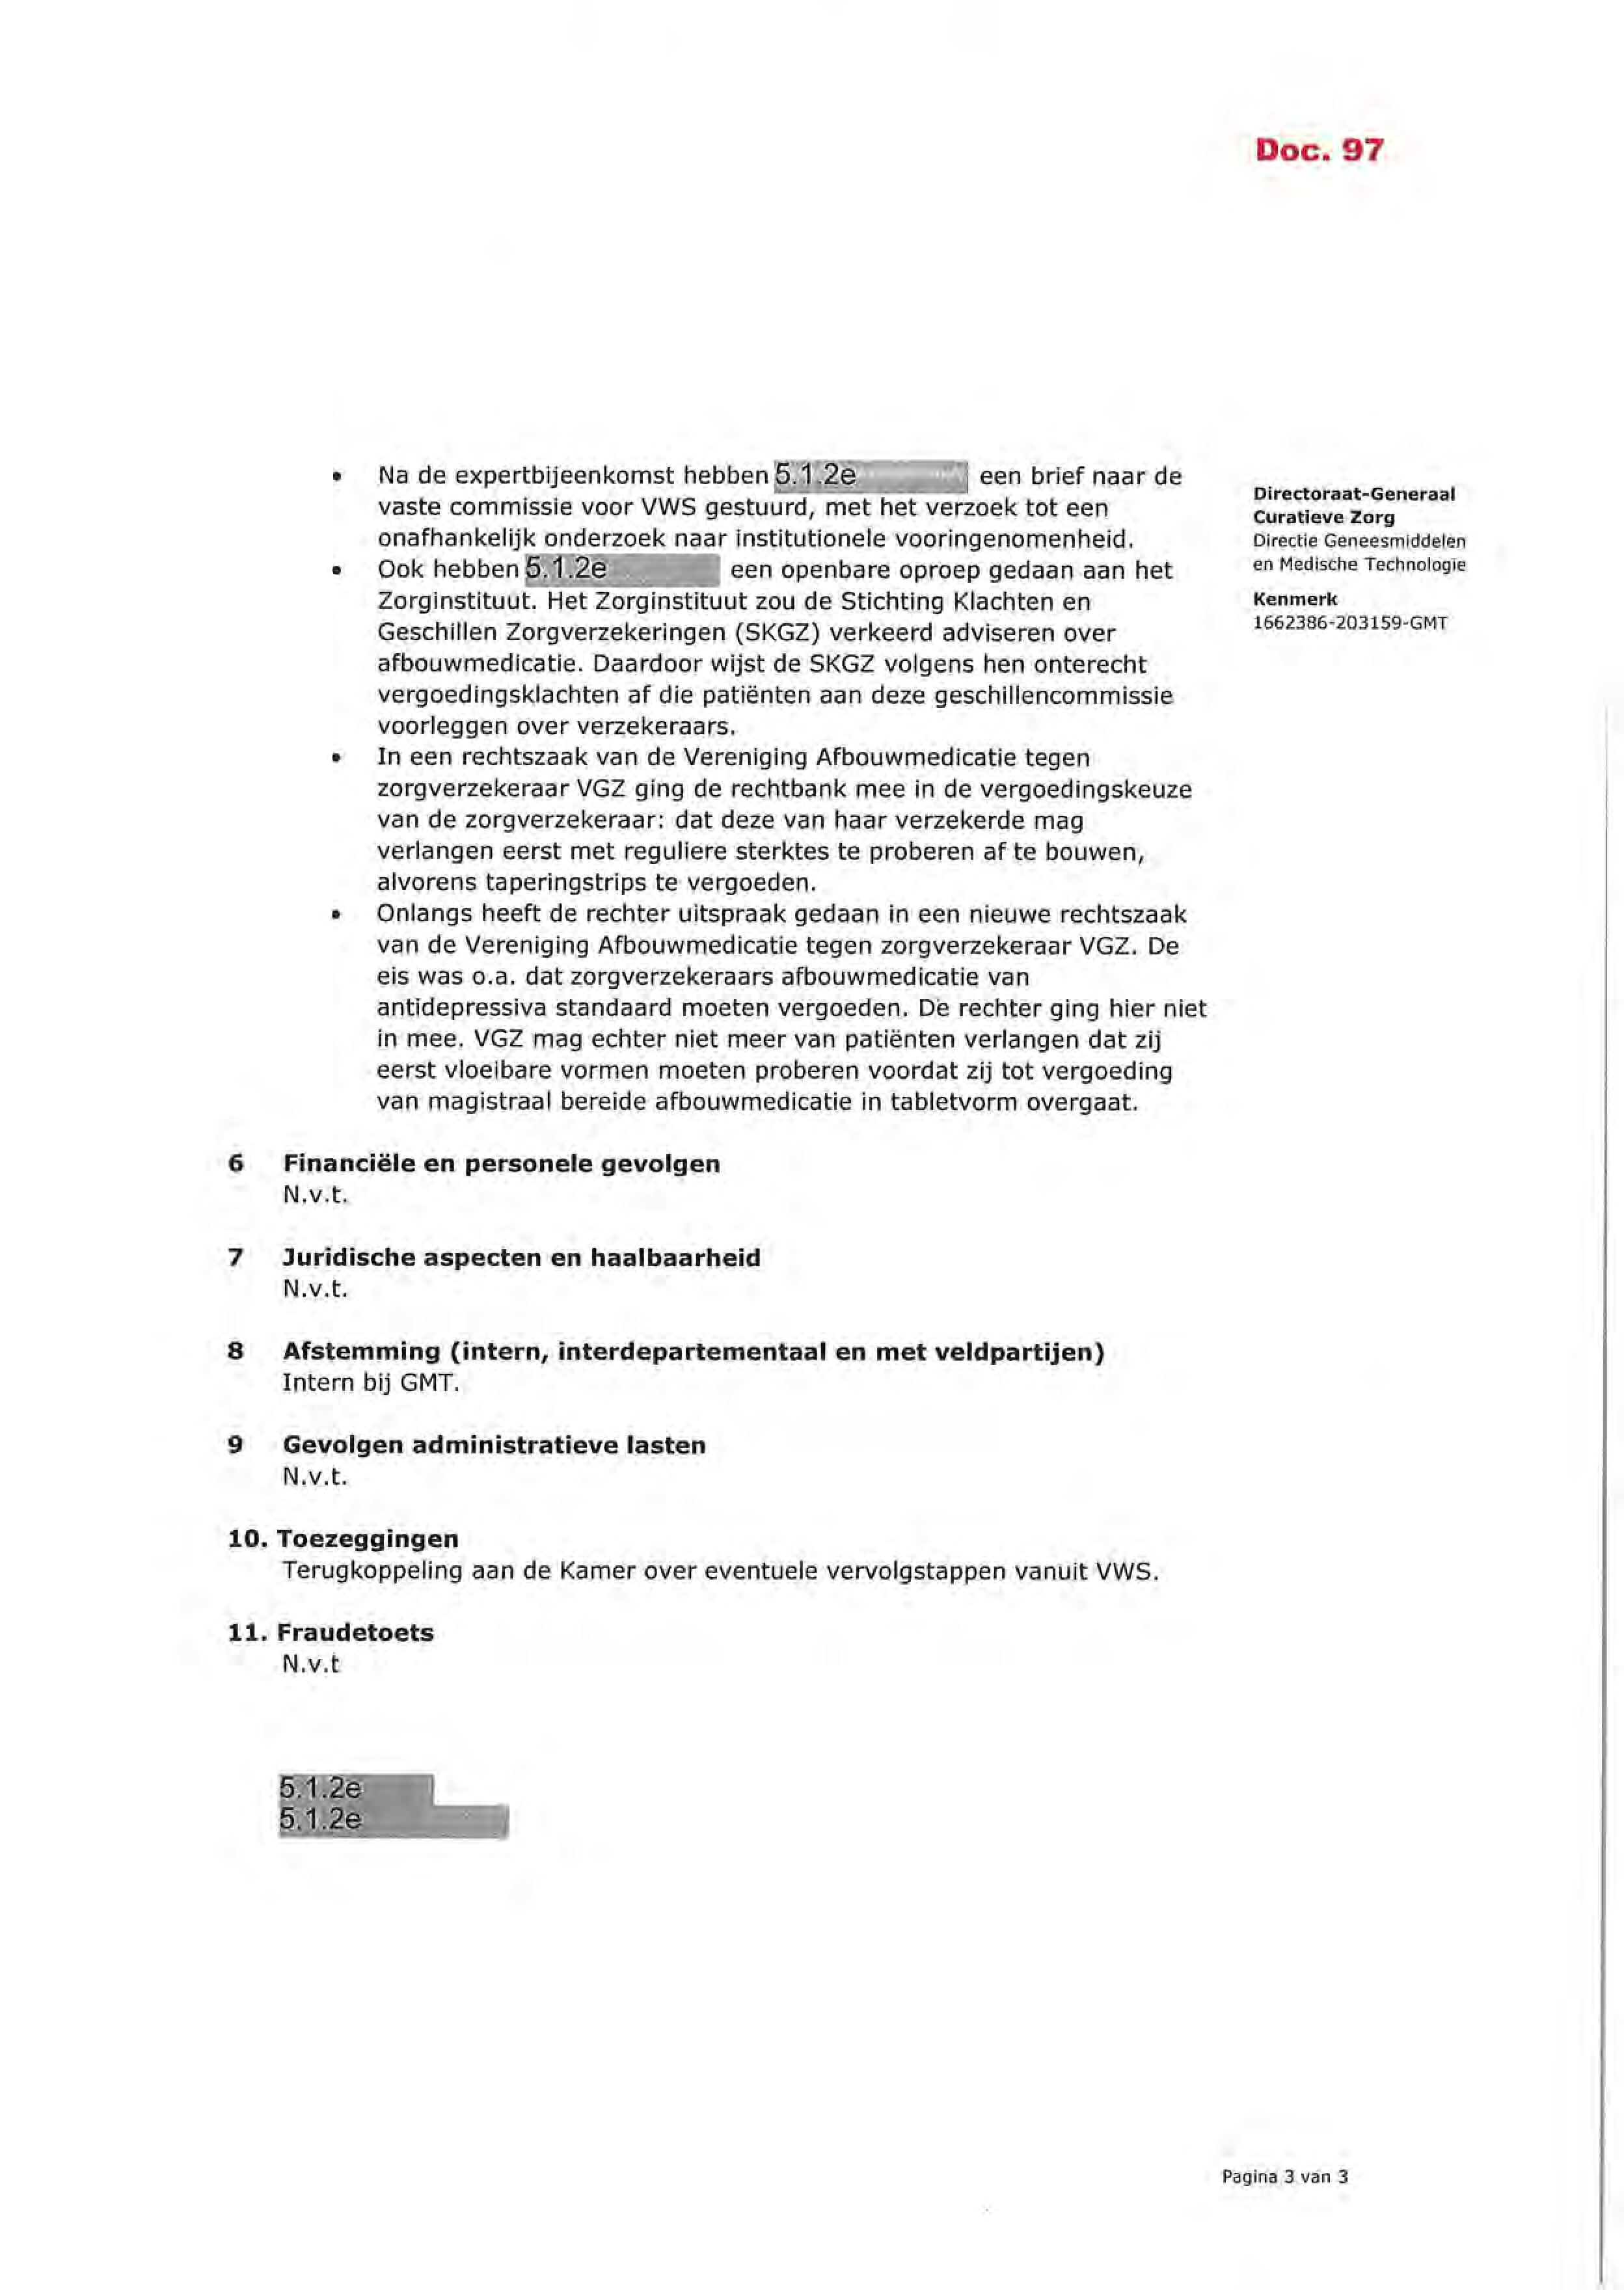 Doc. 97
• Na de expertbijeenkomst hebben 5.1.2e een brief naar de
vaste commissie voor VWS gestuurd, met het verzoek tot een
onafhankelijk onderzoek naar institutionele vooringenomenheid.
• Ook hebben 5.1.2e een openbare oproep gedaan aan het
Zorginstituut. Het Zorginstituut zou de Stichting Klachten en
Geschillen Zorgverzekeringen (SKGZ) verkeerd adviseren over
afbouwmedicatie. Daardoor wijst de SKGZ volgens hen onterecht
vergoedingsklachten af die patiënten aan deze geschillencommissie
voorleggen over verzekeraars.
• In een rechtszaak van de Vereniging Afbouwmedicatie tegen
zorgverzekeraar VGZ ging de rechtbank mee in de vergoedingskeuze
van de zorgverzekeraar: dat deze van haar verzekerde mag
verlangen eerst met reguliere sterktes te proberen af te bouwen,
alvorens taperingstrips te vergoeden.
• Onlangs heeft de rechter uitspraak gedaan in een nieuwe rechtszaak
van de Vereniging Afbouwmedicatie tegen zorgverzekeraar VGZ. De
eis was o.a. dat zorgverzekeraars afbouwmedicatie van
antidepressiva standaard moeten vergoeden. De rechter ging hier niet
in mee. VGZ mag echter niet meer van patiënten verlangen dat zij
eerst vloeibare vormen moeten proberen voordat zij tot vergoeding
van magistraal bereide afbouwmedicatie in tabletvorm overgaat.
Directoraat-Generaal
Curatieve Zorg
Directie Geneesmiddelen
en Medische Technologie
Kenmerk
1662386-203159-GMT
6 Financiële en personele gevolgen
N.v.t.
7 Juridische aspecten en haalbaarheid
N.v.t.
8 Afstemming (intern, interdepartementaal en met veldpartijen)
Intern bij GMT.
9 Gevolgen administratieve lasten
N.v.t.
10. Toezeggingen
Terugkoppeling aan de Kamer over eventuele vervolgstappen vanuit VWS.
11. Fraudetoets
N.v.t
5.1.2e
5.1.2e
Pagina 3 van 3